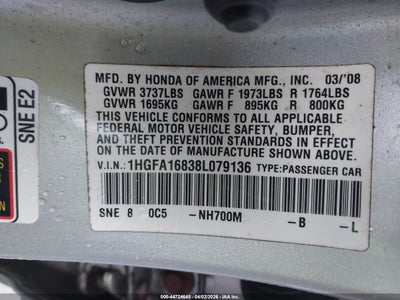 MFD. BY HONDA OF AMERICA MFG., INC. 03/'08
GVWR 3737LBS GAWR F 1973LBS R 1764LBS
GVWR 1695KG GAWR F 895KG R 800KG
THIS VEHICLE CONFORMS TO ALL APPLICABLE
FEDERAL MOTOR VEHICLE SAFETY, BUMPER,
AND THEFT PREVENTION STANDARDS IN EFFECT
ON THE DATE OF MANUFACTURE SHOWN ABOVE.
V.I.N.: 1HGFA16838L079136 TYPE:PASSENGER CAR
SNE 8 0C5 -NH700M -B -L
SNE E2
© IAA - 44724645 - 04/02/2026 - US